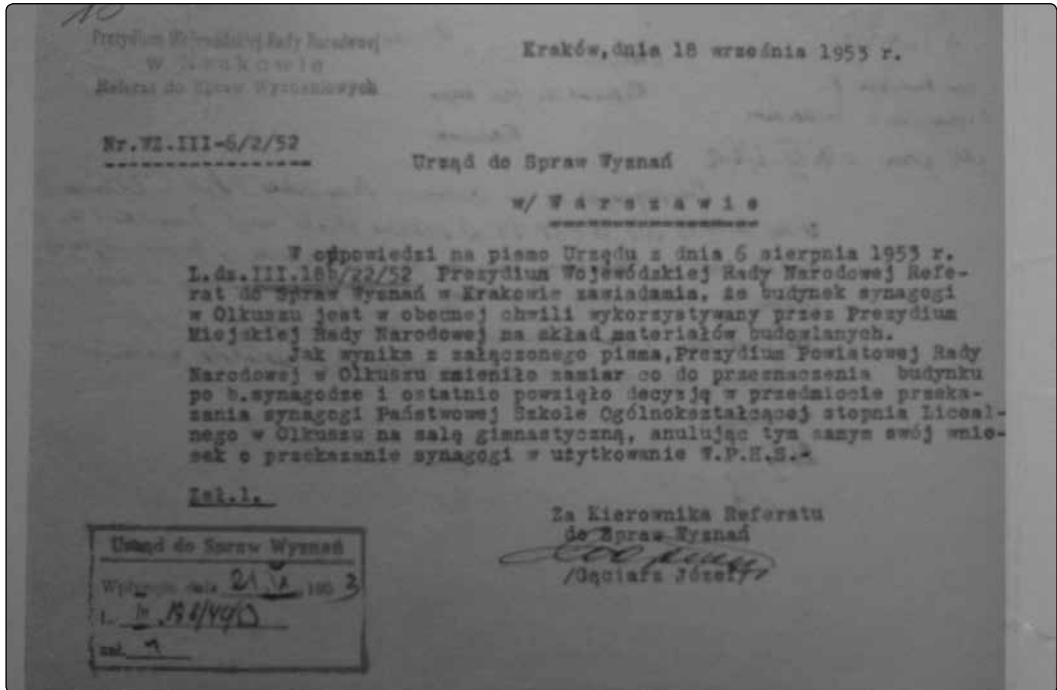 10
Prezydium Wojewódzkiej Rady Narodowej
w Krakowie
Referat do Spraw Wyznaniowych
Kraków,dnia 18 września 1953 r.
Nr.WZ.III-6/2/52
Urząd do Spraw Wyznań
w/ Warszawie
W odpowiedzi na pismo Urzędu z dnia 6 sierpnia 1953 r.
L.dz.III.18b/22/52 Prezydium Wojewódzkiej Rady Narodowej Refe-
rat do Spraw Wyznań w Krakowie zawiadamia, że budynek synagogi
w Olkuszu jest w obecnej chwili wykorzystywany przez Prezydium
Miejskiej Rady Narodowej na skład materiałów budowlanych.
Jak wynika z załączonego pisma,Prezydium Powiatowej Rady
Narodowej w Olkuszu zmieniło zamiar co do przeznaczenia budynku
po b.synagodze i ostatnio powzięło decyzję w przedmiocie przeka-
zania synagogi Państwowej Szkole Ogólnokształcącej stopnia Liceal-
nego w Olkuszu na salę gimnastyczną, anulując tym samym swój wnio-
sek o przekazanie synagogi w użytkowanie W.P.H.S.-
Zał.1.
Za Kierownika Referatu
do Spraw Wyznań
/Gąciarz Józef/
Urząd do Spraw Wyznań
Wpłynęło dnia 21 IX 1953
L.
zał. 1